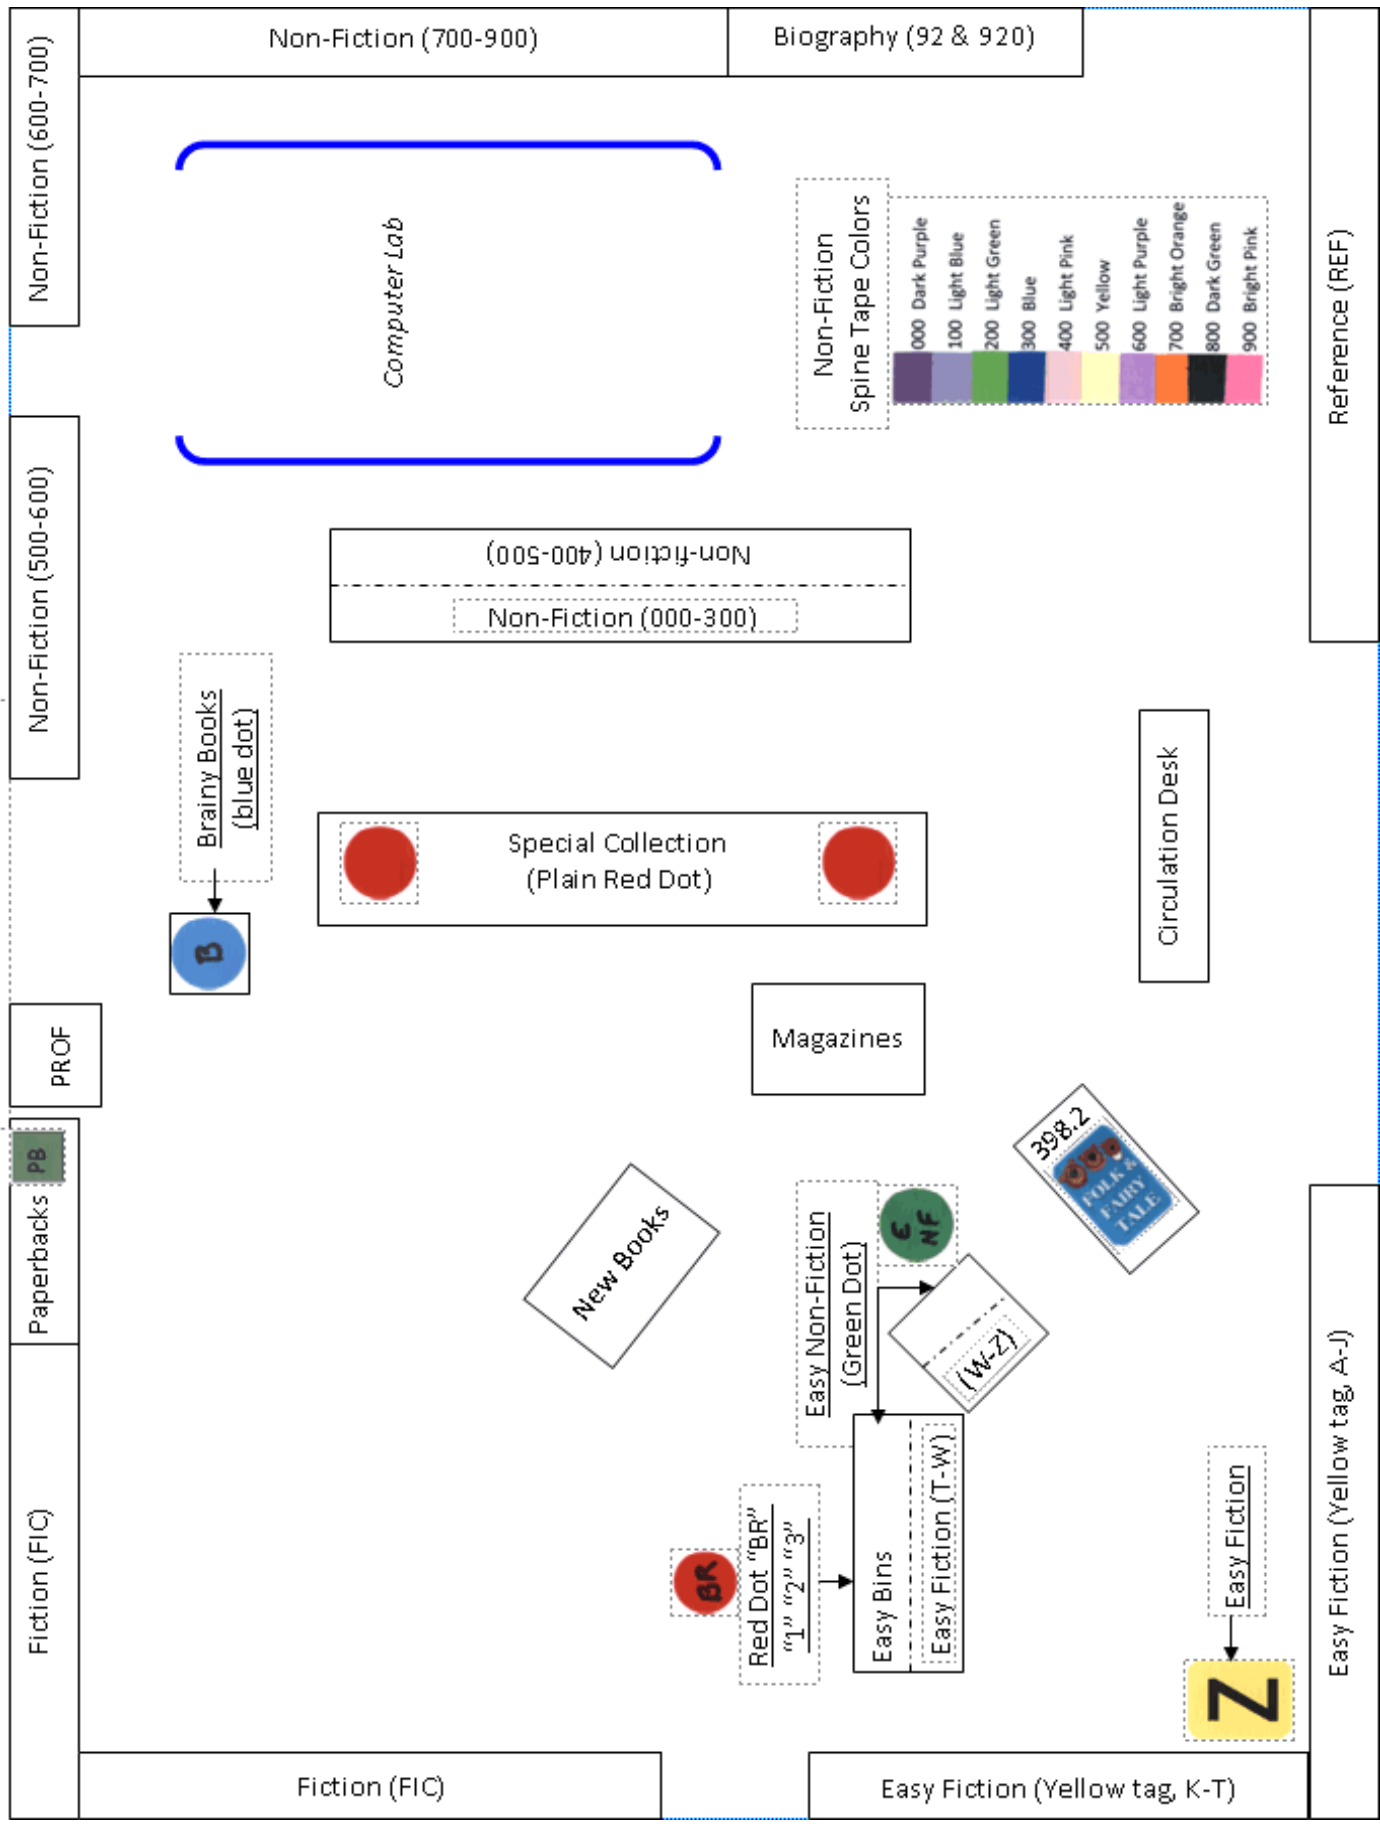 Non-Fiction (700-900)
Biography (92 & 920)
Non-Fiction (600-700)
Computer Lab
Non-Fiction
Spine Tape Colors
000 Dark Purple
100 Light Blue
200 Light Green
300 Blue
400 Light Pink
500 Yellow
600 Light Purple
700 Bright Orange
800 Dark Green
900 Bright Pink
Reference (REF)
Non-Fiction (500-600)
Non-fiction (400-500)
Non-Fiction (000-300)
Brainy Books
(blue dot)
B
Special Collection
(Plain Red Dot)
Circulation Desk
PROF
Magazines
PB
Paperbacks
New Books
398.2
FOLK &
FAIRY
TALE
Easy Non-Fiction
(Green Dot)
E
NF
(W-Z)
Fiction (FIC)
BR
Red Dot “BR”
“1” “2” “3”
Easy Bins
Easy Fiction (T-W)
Easy Fiction
Z
Easy Fiction (Yellow tag, A-J)
Fiction (FIC)
Easy Fiction (Yellow tag, K-T)